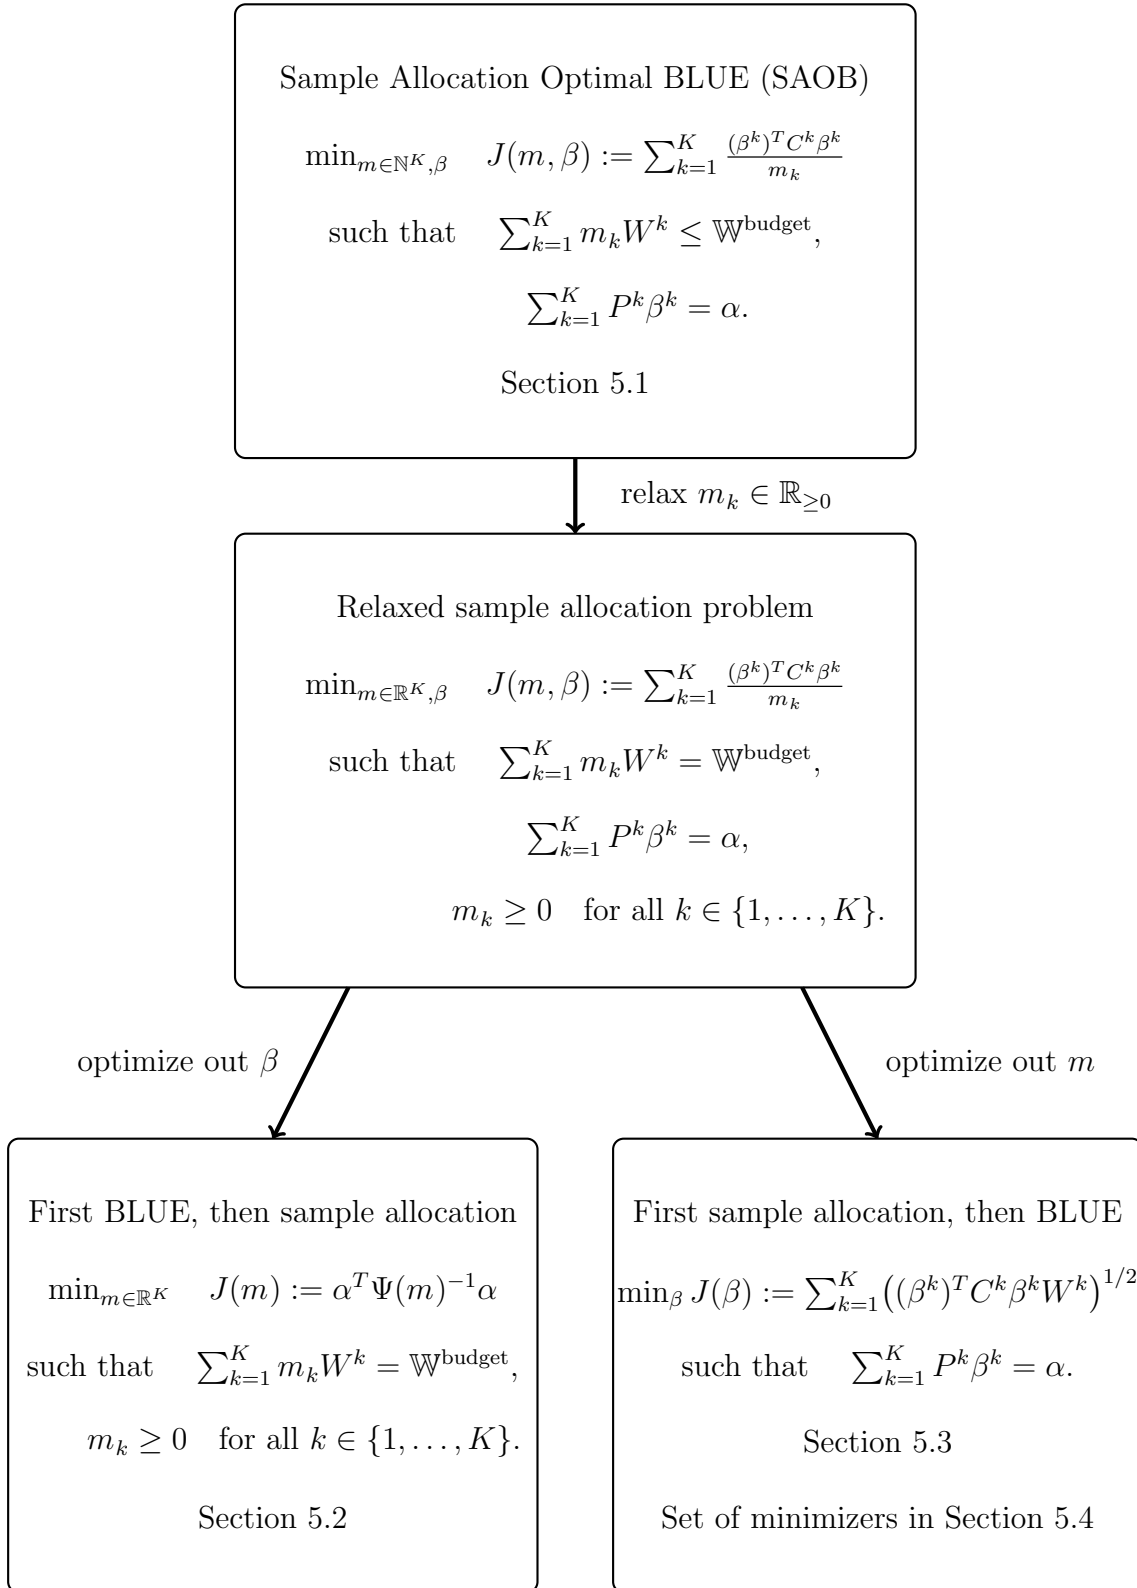 Sample Allocation Optimal BLUE (SAOB)
min_{m∈ℕ^K,β} J(m, β) := ∑_{k=1}^{K} \frac{(β^k)^T C^k β^k}{m_k}
such that ∑_{k=1}^{K} m_k W^k ≤ 𝕎^{budget},
∑_{k=1}^{K} P^k β^k = α.
Section 5.1
relax m_k ∈ ℝ_{≥0}
Relaxed sample allocation problem
min_{m∈ℝ^K,β} J(m, β) := ∑_{k=1}^{K} \frac{(β^k)^T C^k β^k}{m_k}
such that ∑_{k=1}^{K} m_k W^k = 𝕎^{budget},
∑_{k=1}^{K} P^k β^k = α,
m_k ≥ 0 for all k ∈ {1, …, K}.
optimize out β
optimize out m
First BLUE, then sample allocation
min_{m∈ℝ^K} J(m) := α^T Ψ(m)^{-1} α
such that ∑_{k=1}^{K} m_k W^k = 𝕎^{budget},
m_k ≥ 0 for all k ∈ {1, …, K}.
Section 5.2
First sample allocation, then BLUE
min_β J(β) := ∑_{k=1}^{K} ((β^k)^T C^k β^k W^k)^{1/2}
such that ∑_{k=1}^{K} P^k β^k = α.
Section 5.3
Set of minimizers in Section 5.4